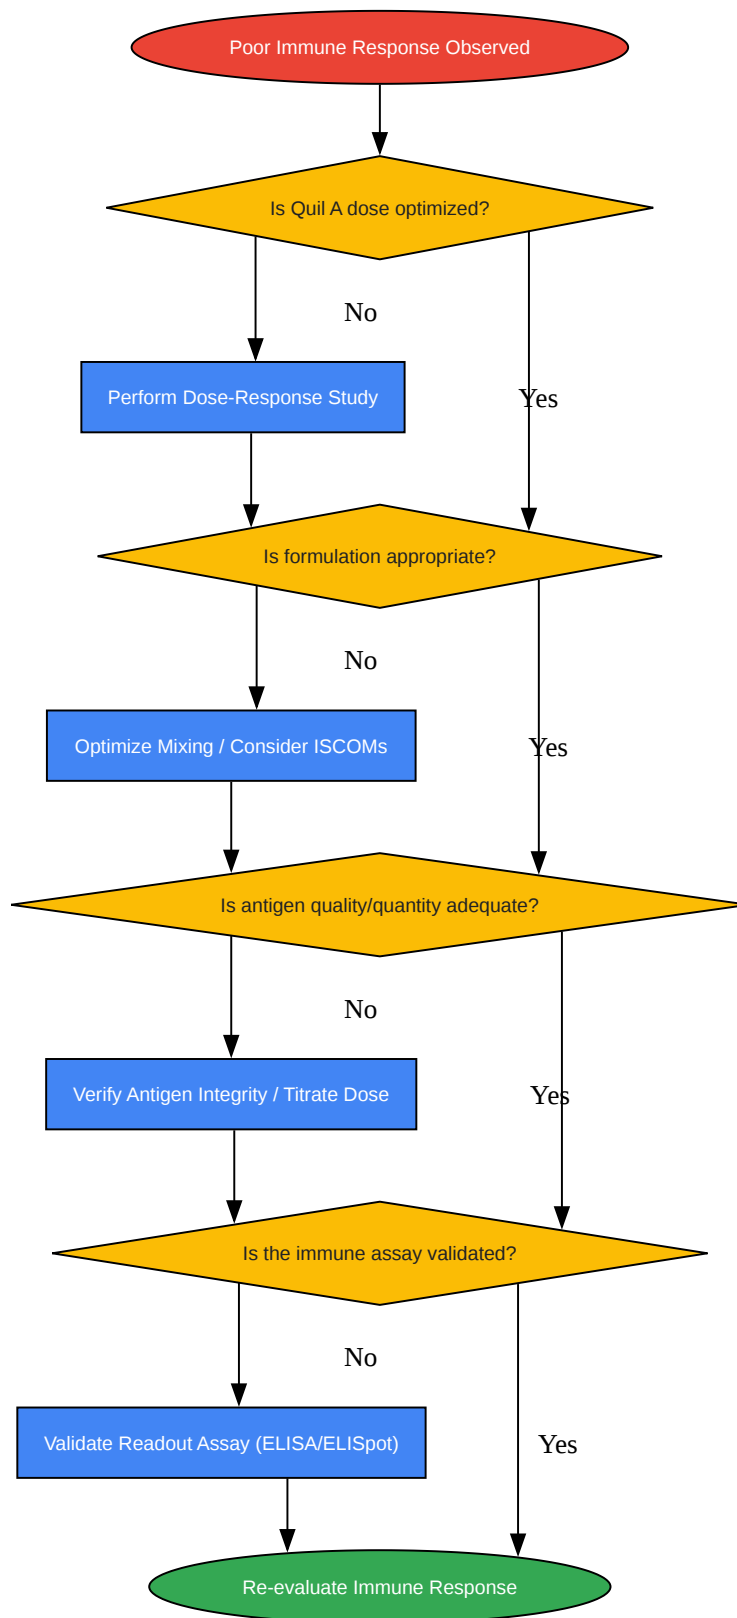 Poor Immune Response Observed
Is Quil A dose optimized?
No
Perform Dose-Response Study
Yes
Is formulation appropriate?
No
Optimize Mixing / Consider ISCOMs
Yes
Is antigen quality/quantity adequate?
No
Verify Antigen Integrity / Titrate Dose
Yes
Is the immune assay validated?
No
Validate Readout Assay (ELISA/ELISpot)
Yes
Re-evaluate Immune Response